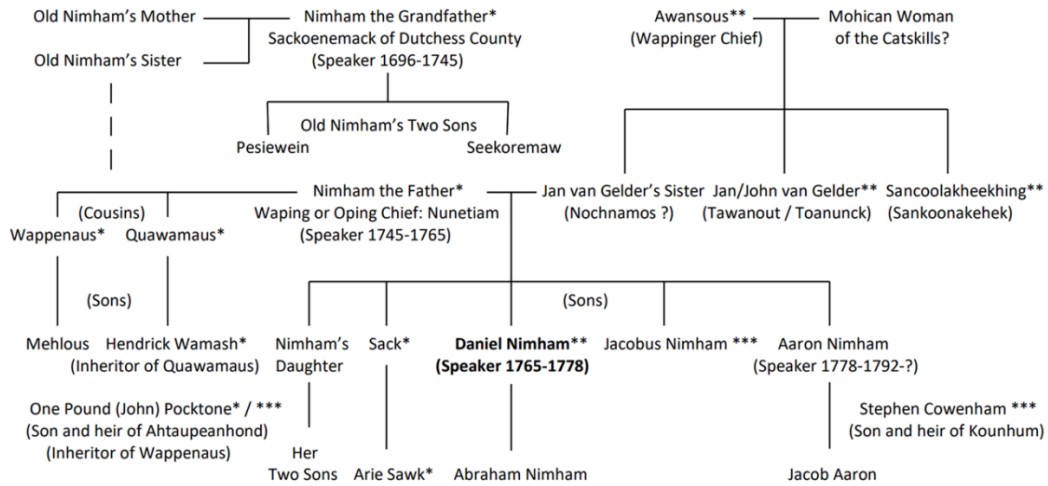 Old Nimham's Mother
Nimham the Grandfather*
Awansous**
Mohican Woman
Sackoenemack of Dutchess County
(Wappinger Chief)
of the Catskills?
Old Nimham's Sister
(Speaker 1696-1745)
Old Nimham's Two Sons
Pesiewein
Seekoremaw
Nimham the Father*
Jan van Gelder's Sister
Jan/John van Gelder**
Sancoolakheekhing**
(Cousins)
Waping or Oping Chief: Nunetiam
(Nochnamos ?)
(Tawanout / Toanunck)
(Sankoonakehek)
Wappenaus*
Quawamaus*
(Speaker 1745-1765)
(Sons)
(Sons)
Mehlous
Hendrick Wamash*
Nimham's
Sack*
Daniel Nimham**
Jacobus Nimham ***
Aaron Nimham
(Inheritor of Quawamaus)
Daughter
(Speaker 1765-1778)
(Speaker 1778-1792-?)
One Pound (John) Pocktone* / ***
Stephen Cowenham ***
(Son and heir of Ahtaupeanhond)
(Son and heir of Kounhum)
(Inheritor of Wappenaus)
Her
Two Sons
Arie Sawk*
Abraham Nimham
Jacob Aaron